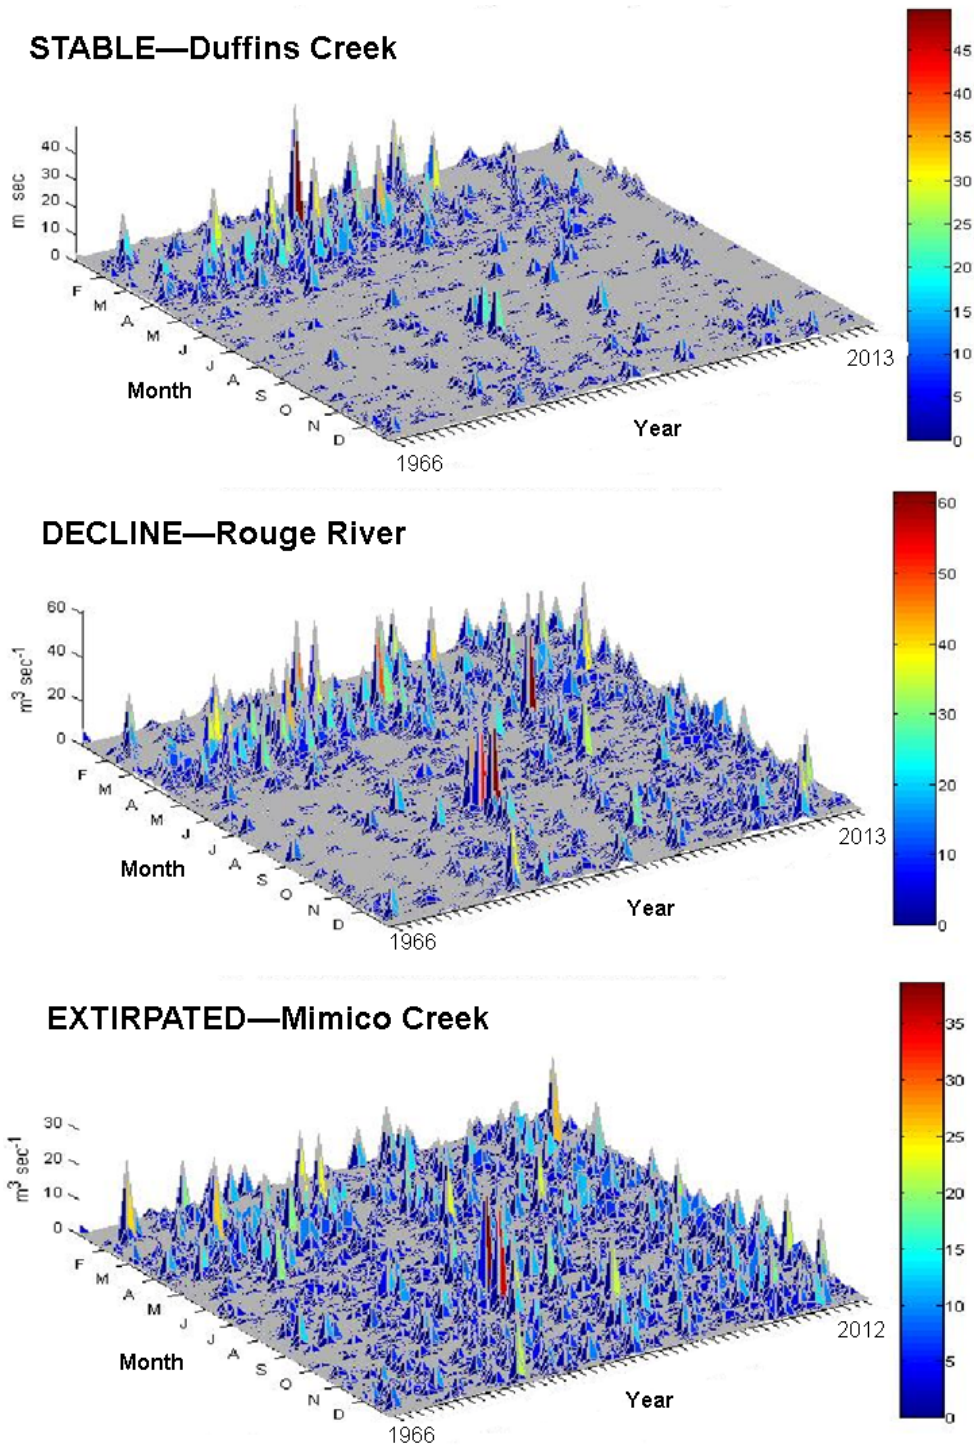 STABLE—Duffins Creek
45
40
35
30
25
20
15
10
5
0
40
30
20
10
0
m sec
F
M
A
M
J
J
A
S
O
N
D
Month
Year
1966
2013
DECLINE—Rouge River
60
50
40
30
20
10
0
60
40
20
0
m³ sec⁻¹
F
M
A
M
J
J
A
S
O
N
D
Month
Year
1966
2013
EXTIRPATED—Mimico Creek
35
30
25
20
15
10
5
0
30
20
10
0
m³ sec⁻¹
F
M
A
M
J
J
A
S
O
N
D
Month
Year
1966
2012